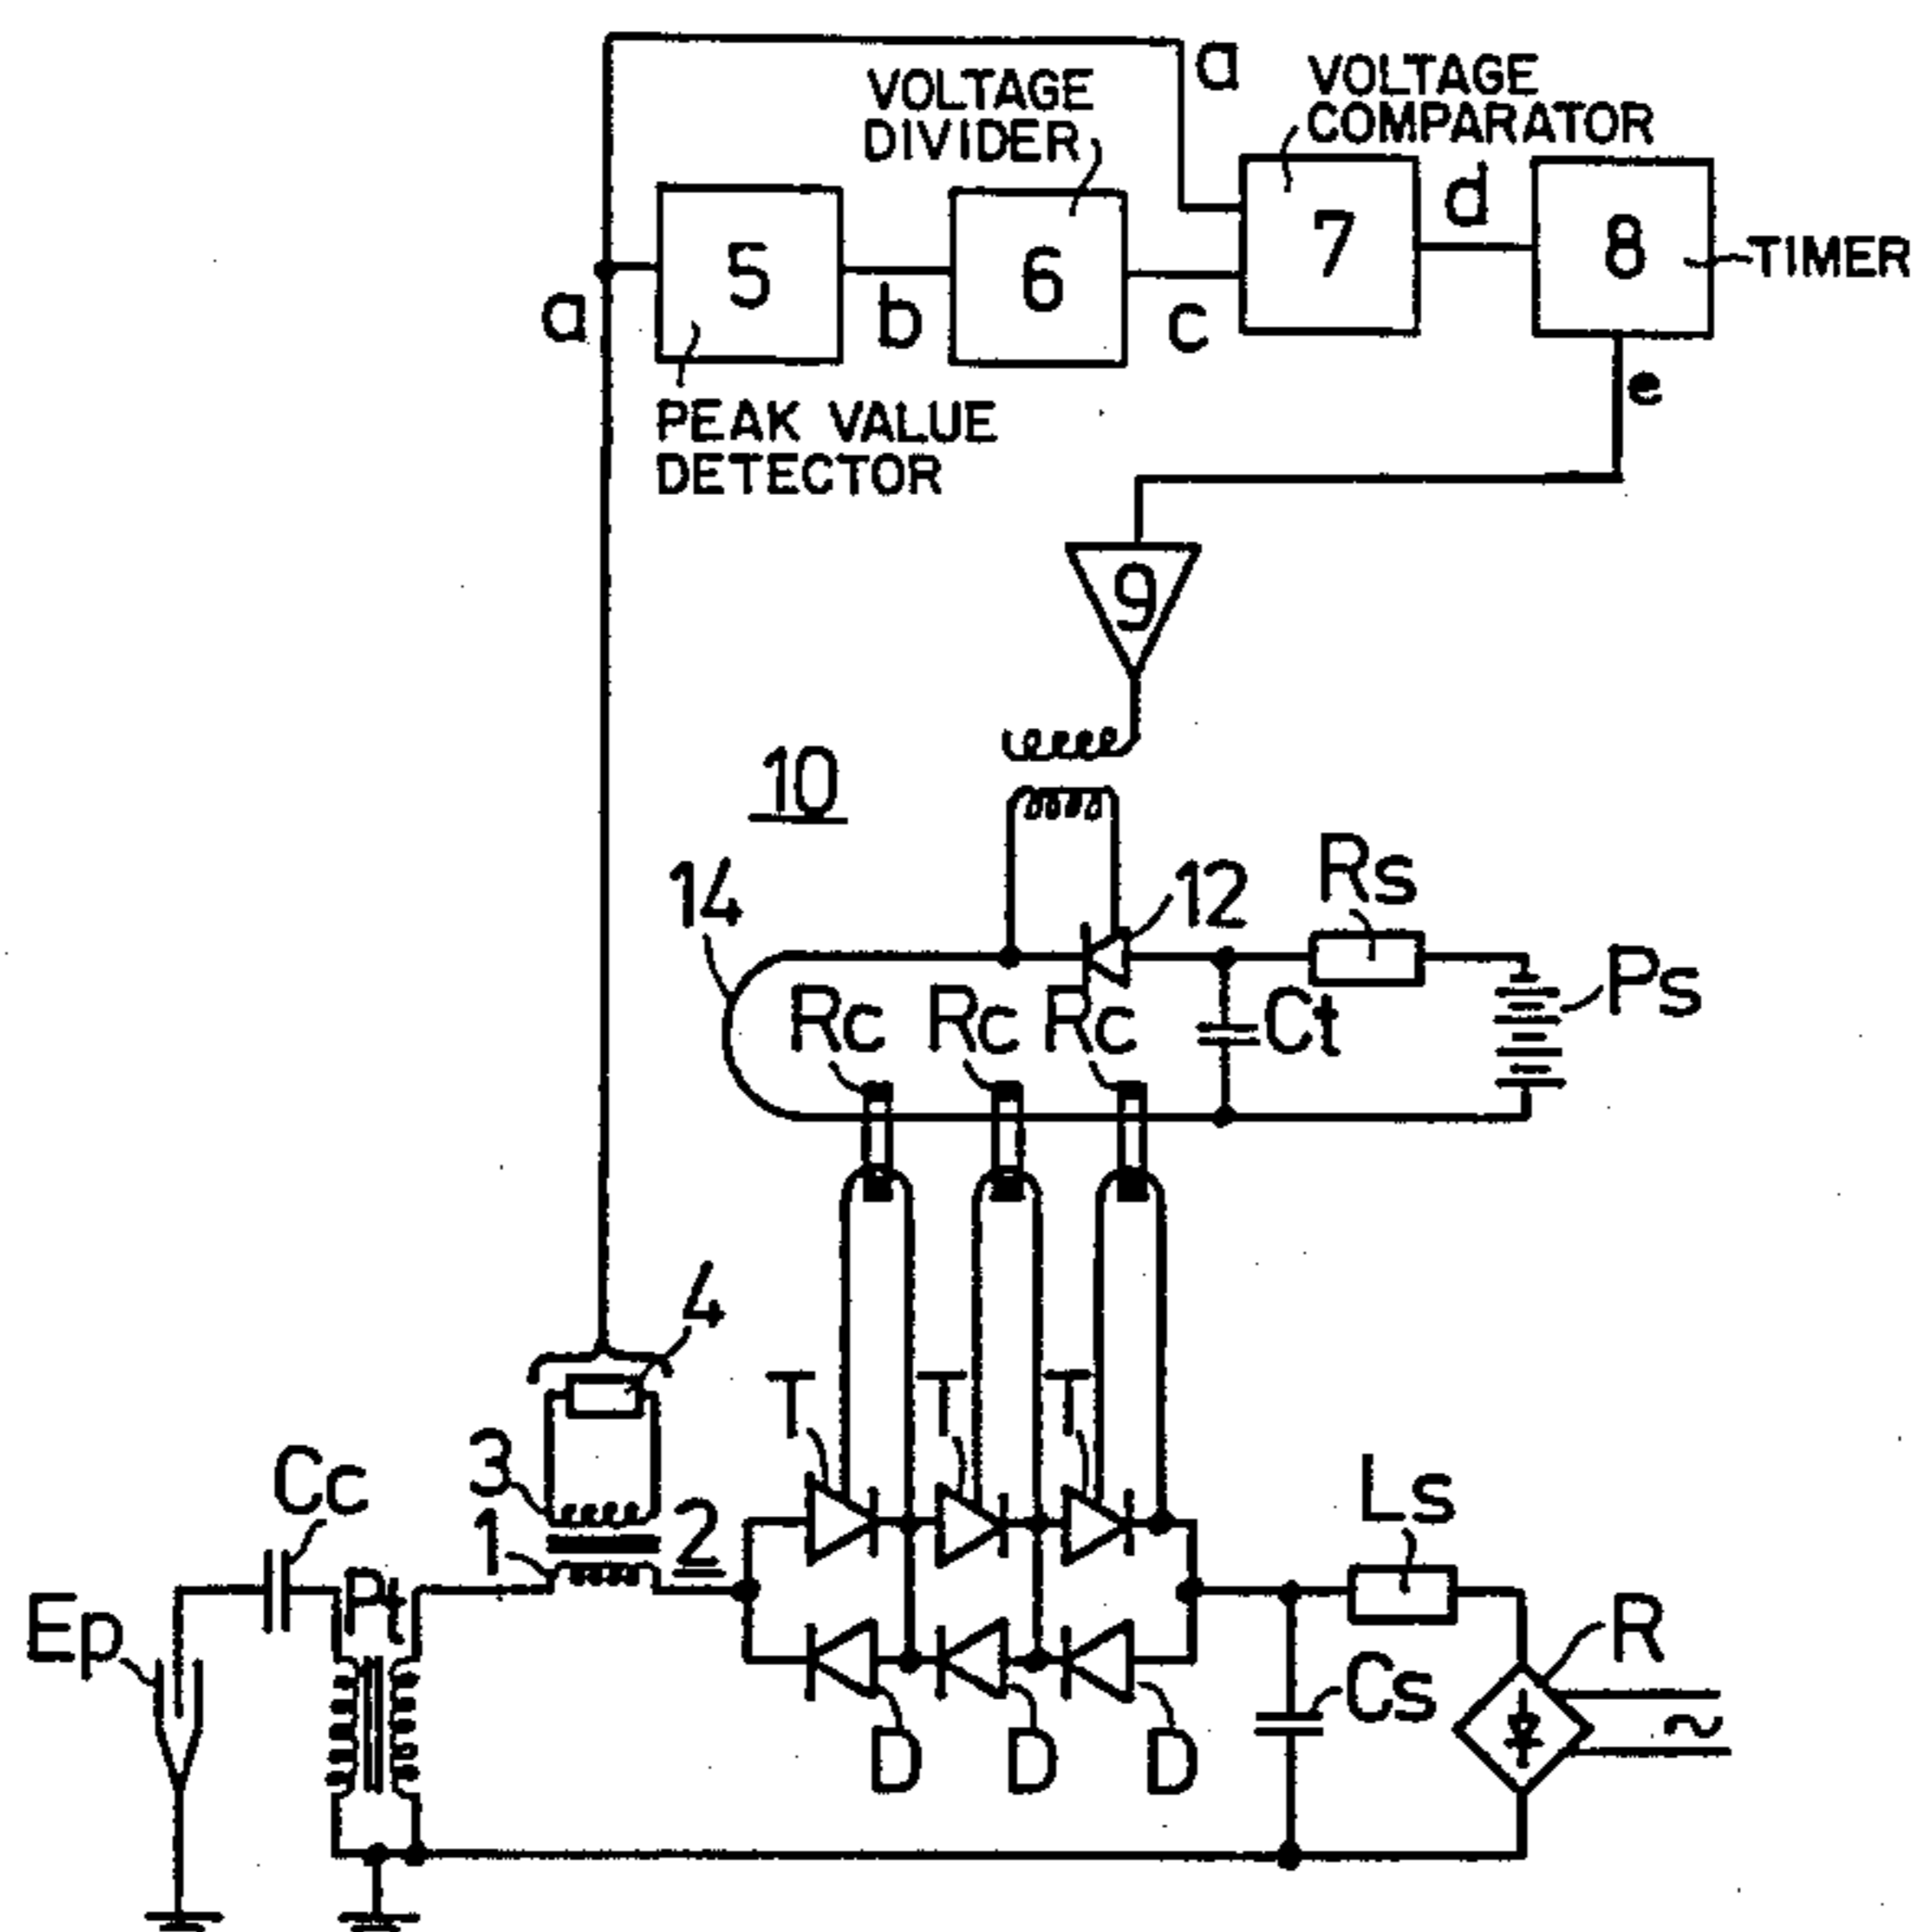 a
VOLTAGE
DIVIDER
VOLTAGE
COMPARATOR
5
6
7
d
8
TIMER
a
b
c
e
PEAK VALUE
DETECTOR
9
10
14
12
Rs
Ps
Rc
Rc
Rc
Ct
4
T
T
T
3
Cc
1
2
Ls
Ep
Pt
R
Cs
~
D
D
D